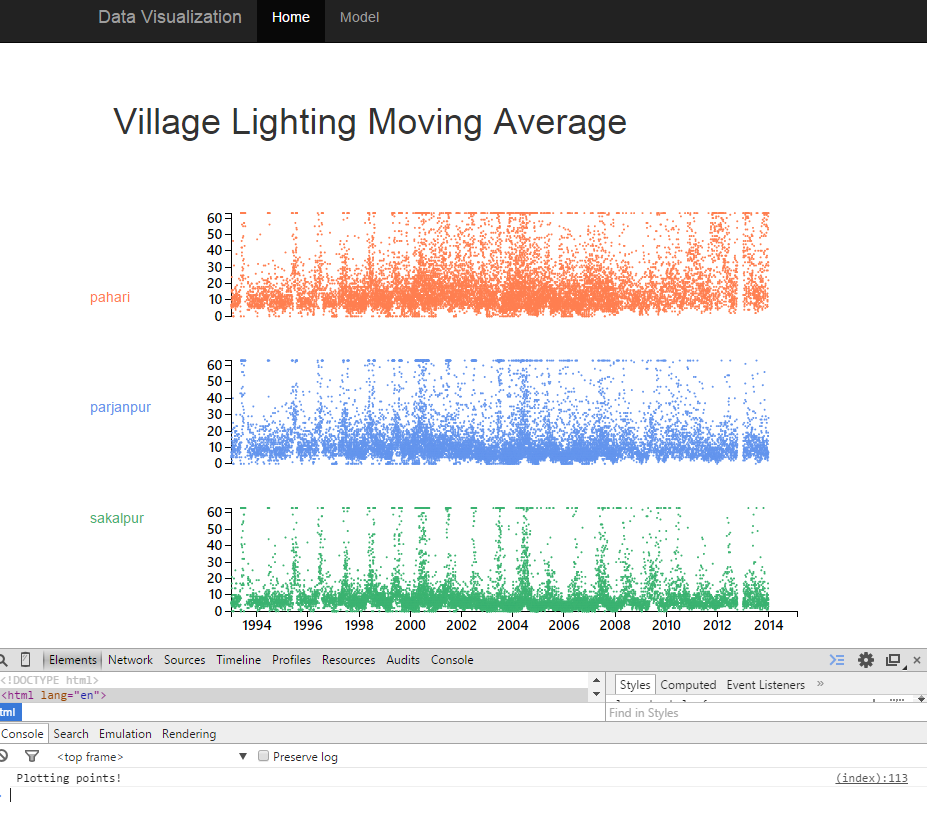 Data Visualization Home Model
Village Lighting Moving Average
60
50
40
30
20
10
0
pahari
60
50
40
30
20
10
0
parjanpur
60
50
40
30
20
10
0
sakalpur
1994 1996 1998 2000 2002 2004 2006 2008 2010 2012 2014
Elements Network Sources Timeline Profiles Resources Audits Console
<!DOCTYPE html>
<html lang="en">
tml
Styles Computed Event Listeners »
Find in Styles
Console Search Emulation Rendering
<top frame> ▼ Preserve log
Plotting points! (index):113